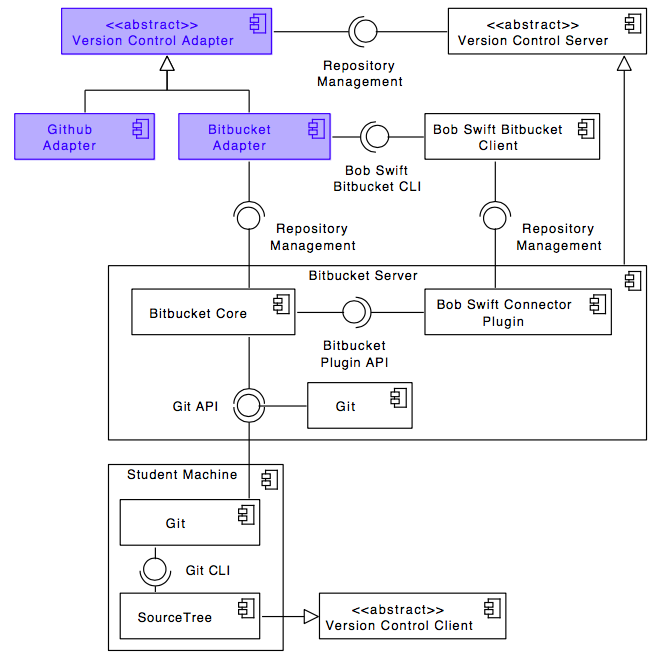 <<abstract>>
Version Control Adapter
<<abstract>>
Version Control Server
Repository
Management
Github
Adapter
Bitbucket
Adapter
Bob Swift Bitbucket
Client
Bob Swift
Bitbucket CLI
Repository
Management
Repository
Management
Bitbucket Server
Bitbucket Core
Bob Swift Connector
Plugin
Bitbucket
Plugin API
Git API
Git
Student Machine
Git
Git CLI
SourceTree
<<abstract>>
Version Control Client